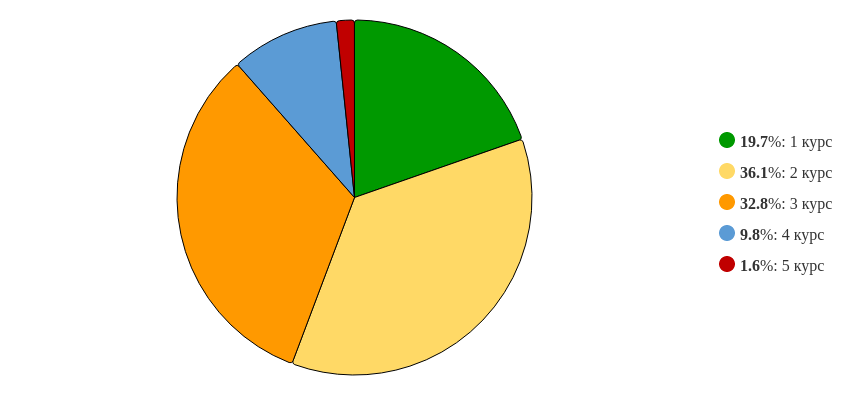 19.7%: 1 курс
36.1%: 2 курс
32.8%: 3 курс
9.8%: 4 курс
1.6%: 5 курс